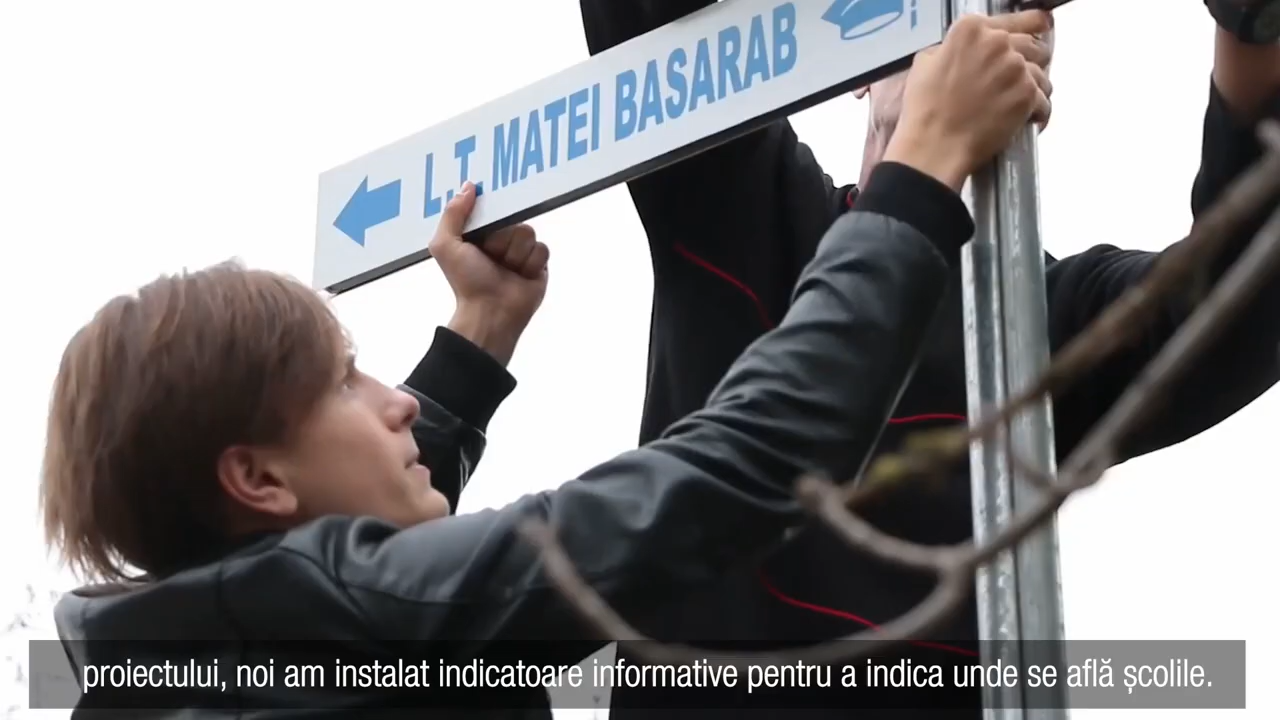 L.T. MATEI BASARAB
proiectului, noi am instalat indicatoare informative pentru a indica unde se află școlile.